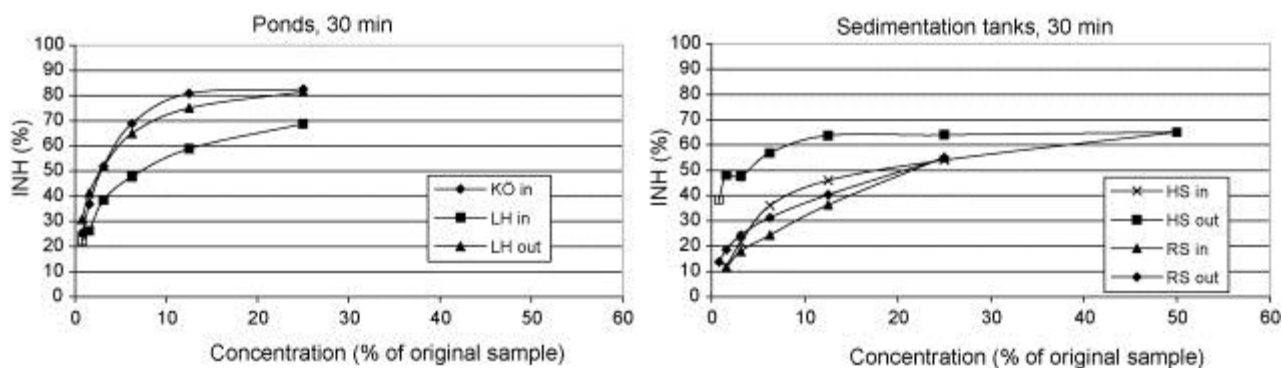 Ponds, 30 min
100
90
80
70
60
50
40
30
20
10
0
INH (%)
KÖ in
LH in
LH out
0 10 20 30 40 50 60
Concentration (% of original sample)
Sedimentation tanks, 30 min
100
90
80
70
60
50
40
30
20
10
0
INH (%)
HS in
HS out
RS in
RS out
0 10 20 30 40 50 60
Concentration (% of original sample)